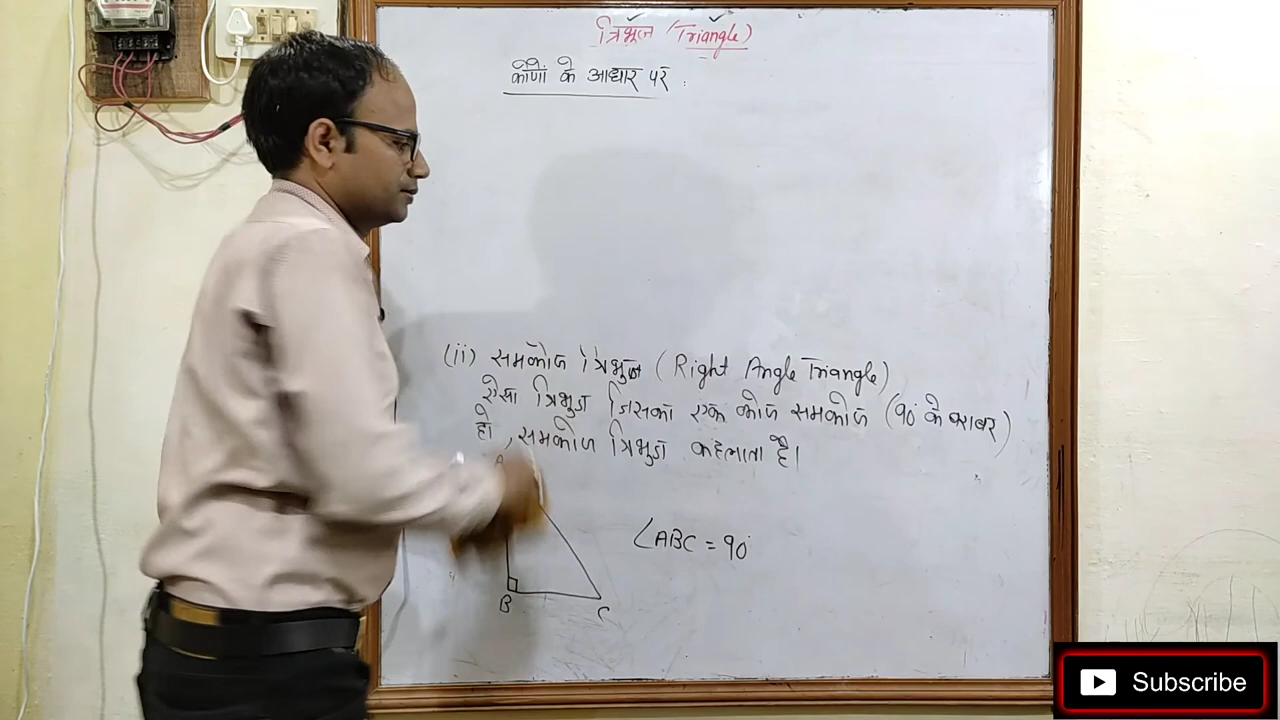 त्रिभुज (Triangle)
कोणों के आधार पर
(ii) समकोण त्रिभुज (Right Angle Triangle)
ऐसा त्रिभुज जिसका एक कोण समकोण (90° के बराबर)
हो, समकोण त्रिभुज कहलाता है।
∠ABC = 90°
B
C
Subscribe